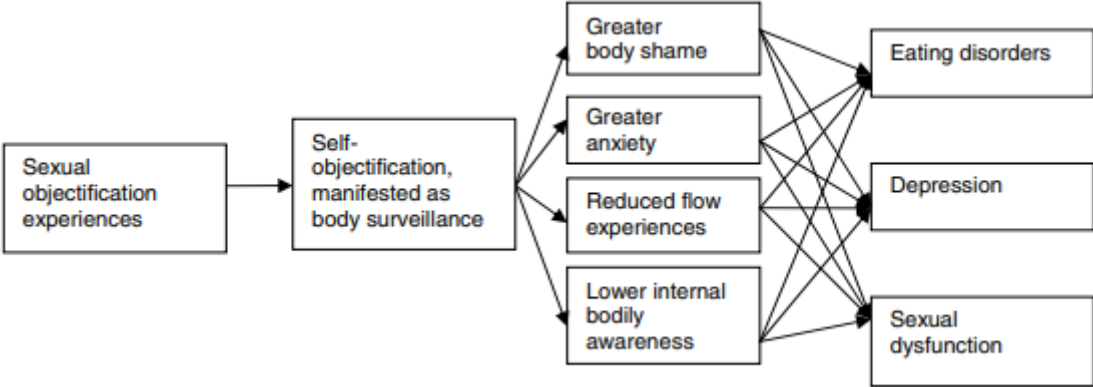 Sexual
objectification
experiences
Self-
objectification,
manifested as
body surveillance
Greater
body shame
Greater
anxiety
Reduced flow
experiences
Lower internal
bodily
awareness
Eating disorders
Depression
Sexual
dysfunction